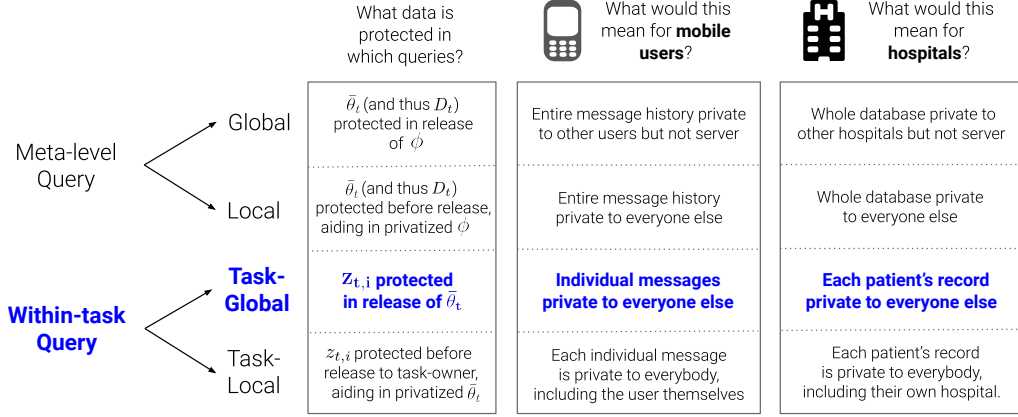 What data is
protected in
which queries?
What would this
mean for mobile
users?
What would this
mean for
hospitals?
Meta-level
Query
Global
θ̄ₜ (and thus Dₜ)
protected in release
of ϕ
Entire message history private
to other users but not server
Whole database private to
other hospitals but not server
Local
θ̄ₜ (and thus Dₜ)
protected before release,
aiding in privatized ϕ
Entire message history
private to everyone else
Whole database private
to everyone else
Within-task
Query
Task-
Global
z_{t,i} protected
in release of θ̄ₜ
Individual messages
private to everyone else
Each patient's record
private to everyone else
Task-
Local
z_{t,i} protected before
release to task-owner,
aiding in privatized θ̄ₜ
Each individual message
is private to everybody,
including the user themselves
Each patient's record
is private to everybody,
including their own hospital.
H